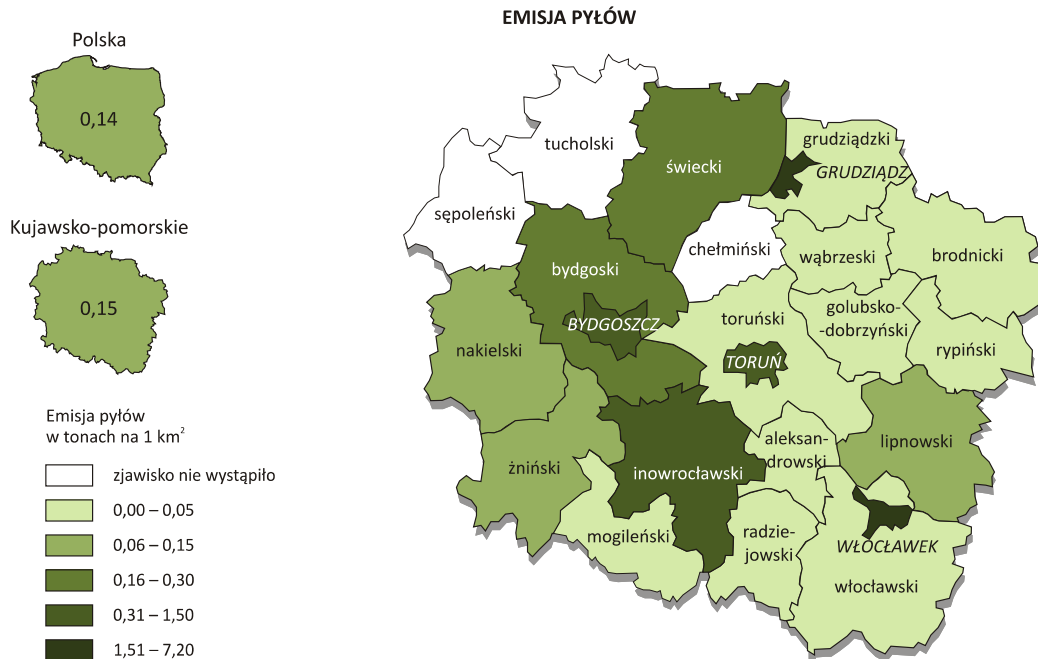 EMISJA PYŁÓW
Polska
0,14
Kujawsko-pomorskie
0,15
Emisja pyłów
w tonach na 1 km²
zjawisko nie wystąpiło
0,00 – 0,05
0,06 – 0,15
0,16 – 0,30
0,31 – 1,50
1,51 – 7,20
tucholski
sępoleński
świecki
grudziądzki
GRUDZIĄDZ
chełmiński
wąbrzeski
brodnicki
bydgoski
BYDGOSZCZ
nakielski
toruński
TORUŃ
golubsko-
-dobrzyński
rypiński
żniński
inowrocławski
aleksan-
drowski
lipnowski
mogileński
radzie-
jowski
WŁOCŁAWEK
włocławski